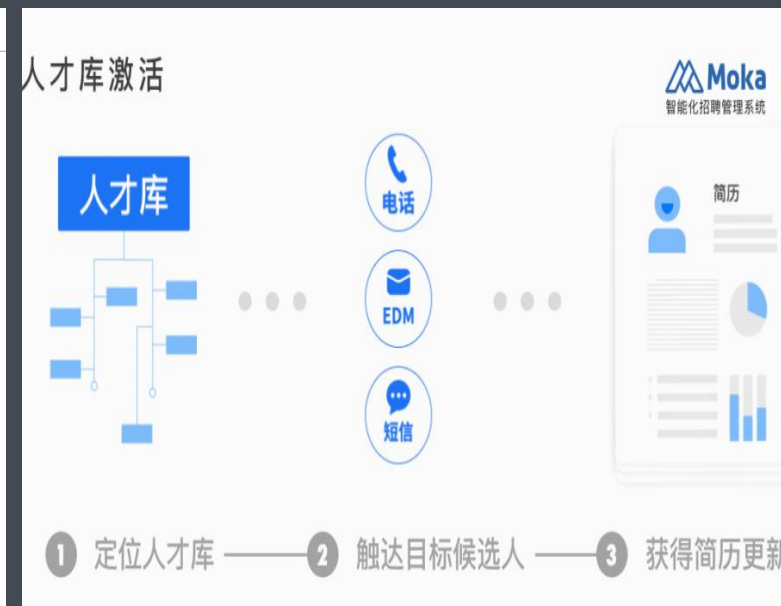 人才库激活
Moka
智能化招聘管理系统
人才库
电话
EDM
短信
简历
1 定位人才库
2 触达目标候选人
3 获得简历更新